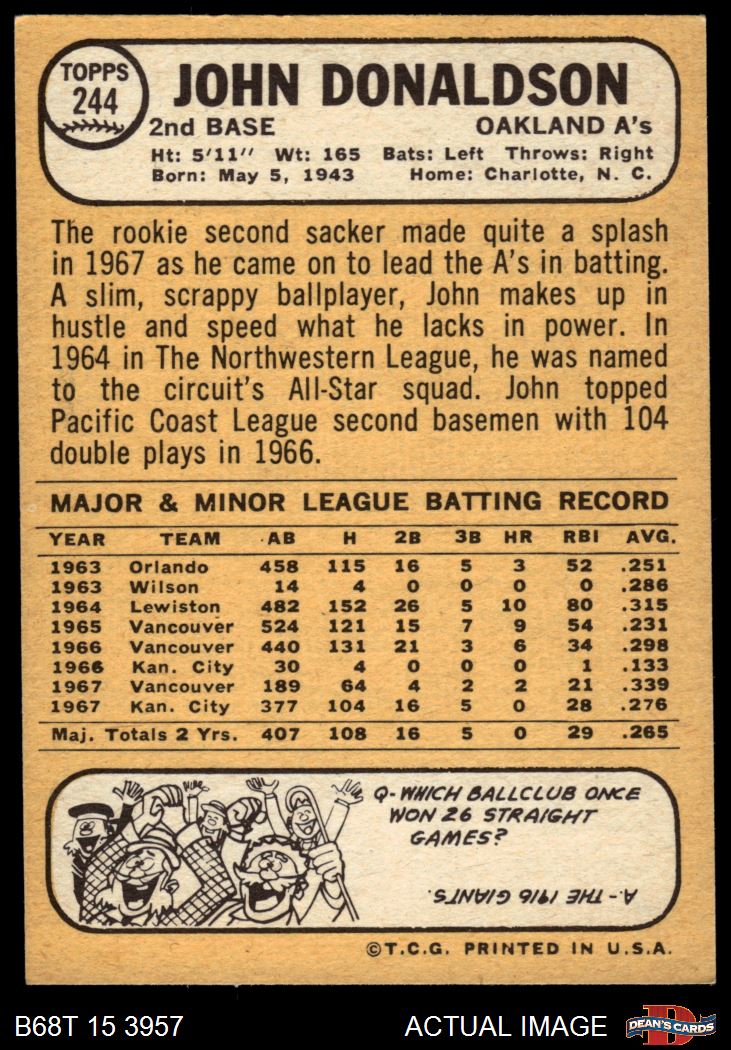 TOPPS
244
JOHN DONALDSON
2nd BASE OAKLAND A's
Ht: 5'11" Wt: 165 Bats: Left Throws: Right
Born: May 5, 1943 Home: Charlotte, N. C.
The rookie second sacker made quite a splash
in 1967 as he came on to lead the A's in batting.
A slim, scrappy ballplayer, John makes up in
hustle and speed what he lacks in power. In
1964 in The Northwestern League, he was named
to the circuit's All-Star squad. John topped
Pacific Coast League second basemen with 104
double plays in 1966.
MAJOR & MINOR LEAGUE BATTING RECORD
YEAR TEAM AB H 2B 3B HR RBI AVG.
1963 Orlando 458 115 16 5 3 52 .251
1963 Wilson 14 4 0 0 0 0 .286
1964 Lewiston 482 152 26 5 10 80 .315
1965 Vancouver 524 121 15 7 9 54 .231
1966 Vancouver 440 131 21 3 6 34 .298
1966 Kan. City 30 4 0 0 0 1 .133
1967 Vancouver 189 64 4 2 2 21 .339
1967 Kan. City 377 104 16 5 0 28 .276
Maj. Totals 2 Yrs. 407 108 16 5 0 29 .265
Q-WHICH BALLCLUB ONCE
WON 26 STRAIGHT
GAMES?
A.-THE 1916 GIANTS.
©T.C.G. PRINTED IN U.S.A.
B68T 15 3957 ACTUAL IMAGE
D
DEAN'S CARDS